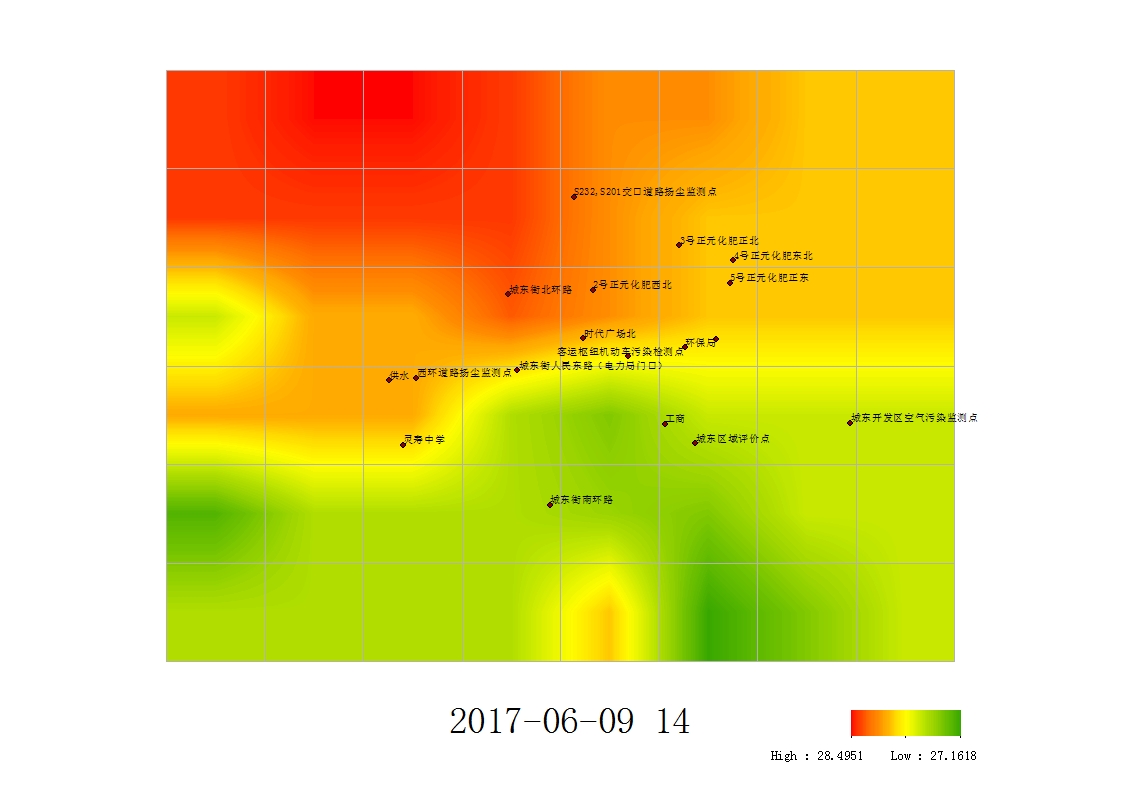 S232,S201交口道路扬尘监测点
3号正元化肥正北
4号正元化肥东北
5号正元化肥正东
2号正元化肥西北
城东街北环路
时代广场北
环保局
客运枢纽机动车污染检测点
城东街人民东路（电力局门口）
西环道路扬尘监测点
供水
工商
城东开发区空气污染监测点
城东区域评价点
灵寿中学
城东街南环路
2017-06-09 14
High : 28.4951 Low : 27.1618